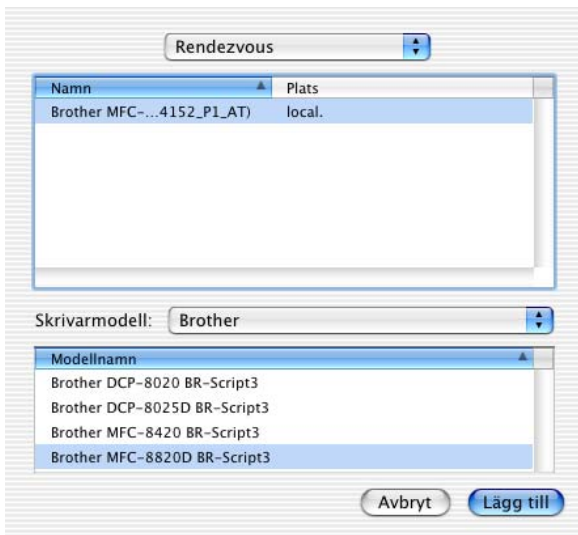 Rendezvous
Namn Plats
Brother MFC-...4152_P1_AT) local.
Skrivarmodell: Brother
Modellnamn
Brother DCP-8020 BR-Script3
Brother DCP-8025D BR-Script3
Brother MFC-8420 BR-Script3
Brother MFC-8820D BR-Script3
Avbryt Lägg till